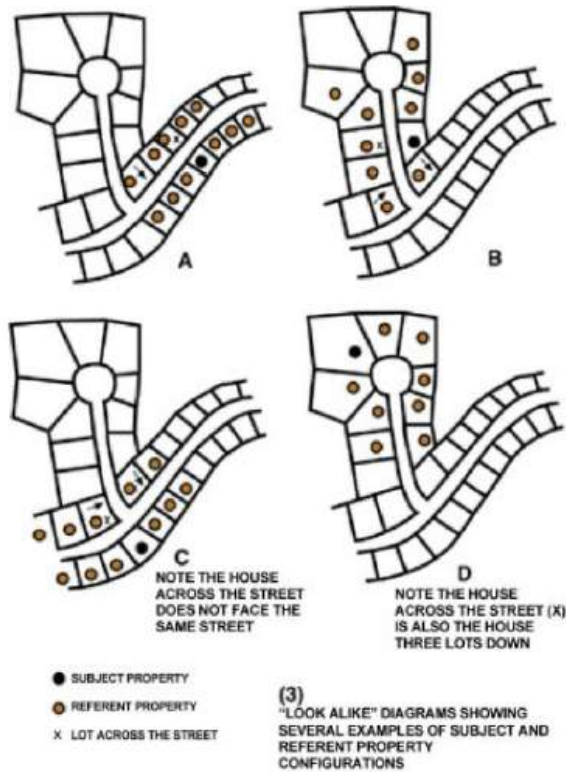 A
B
X
X
C
NOTE THE HOUSE
ACROSS THE STREET
DOES NOT FACE THE
SAME STREET
X
D
NOTE THE HOUSE
ACROSS THE STREET (X)
IS ALSO THE HOUSE
THREE LOTS DOWN
SUBJECT PROPERTY
REFERENT PROPERTY
X LOT ACROSS THE STREET
(3)
"LOOK ALIKE" DIAGRAMS SHOWING
SEVERAL EXAMPLES OF SUBJECT AND
REFERENT PROPERTY
CONFIGURATIONS